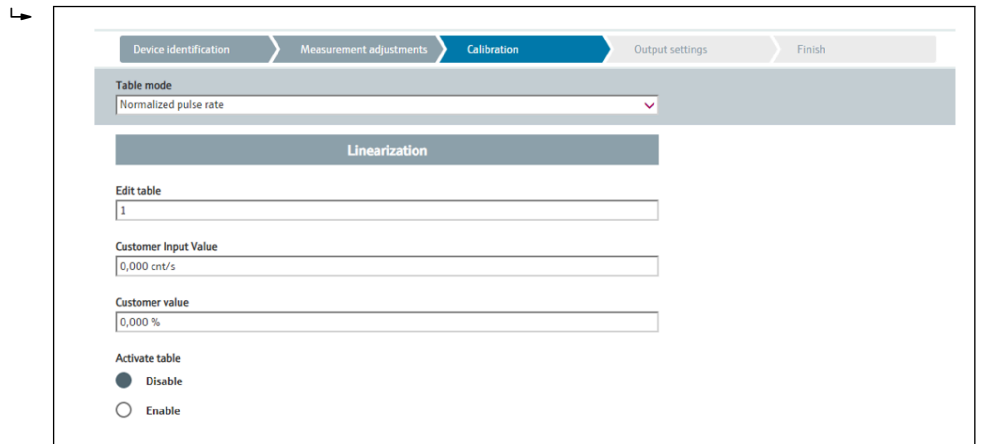 Device identification Measurement adjustments Calibration Output settings Finish
Table mode
Normalized pulse rate
Linearization
Edit table
1
Customer Input Value
0,000 cnt/s
Customer value
0,000 %
Activate table
Disable
Enable